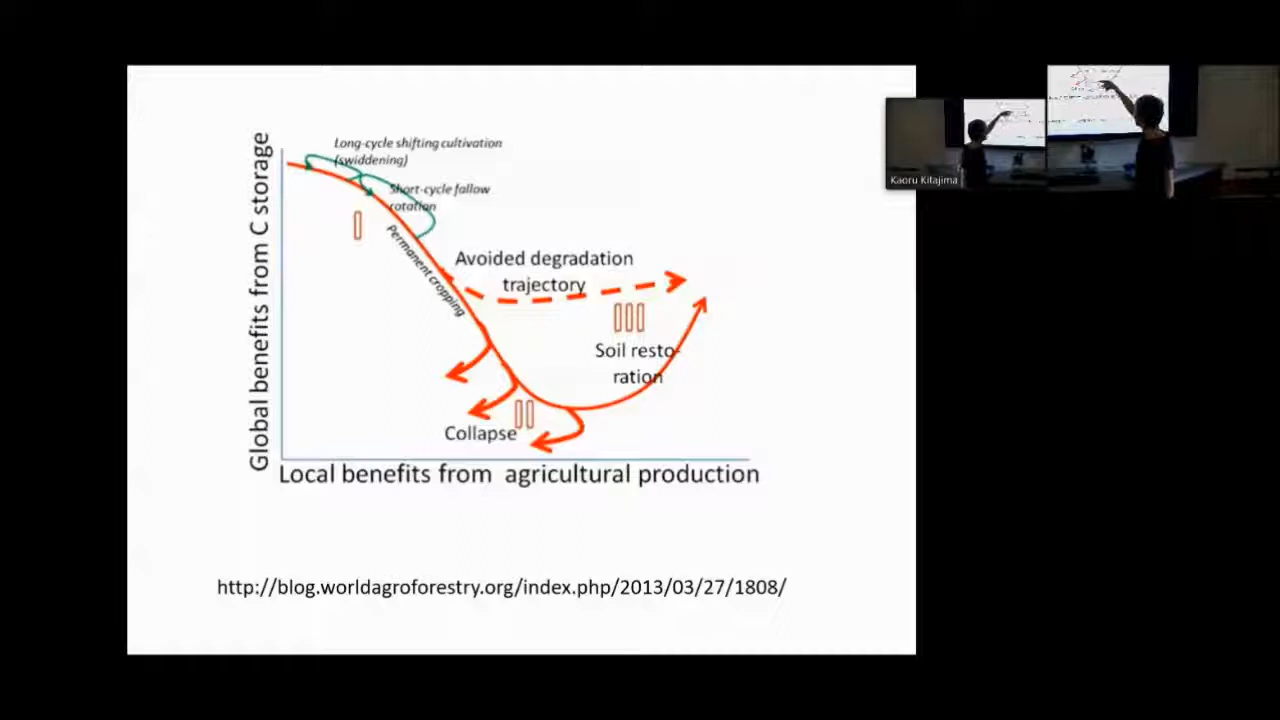 Global benefits from C storage
Long-cycle shifting cultivation
(swiddening)
Short-cycle fallow
rotation
Permanent cropping
Avoided degradation
trajectory
Soil resto-
ration
Collapse
Local benefits from agricultural production
http://blog.worldagroforestry.org/index.php/2013/03/27/1808/
Kaoru Kitajima